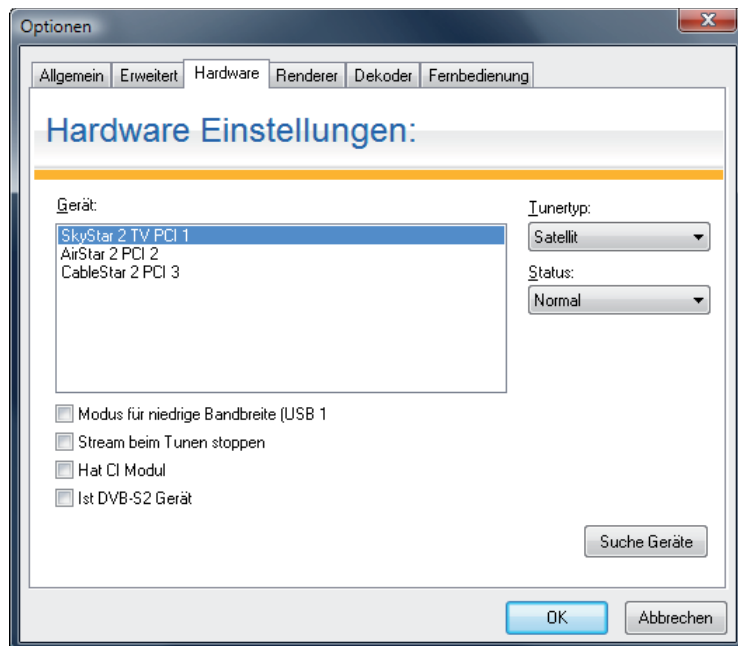 Optionen
Allgemein Erweitert Hardware Renderer Dekoder Fernbedienung
Hardware Einstellungen:
Gerät:
SkyStar 2 TV PCI 1
AirStar 2 PCI 2
CableStar 2 PCI 3
Tunertyp:
Satellit
Status:
Normal
Modus für niedrige Bandbreite (USB 1
Stream beim Tunen stoppen
Hat CI Modul
Ist DVB-S2 Gerät
Suche Geräte
OK Abbrechen